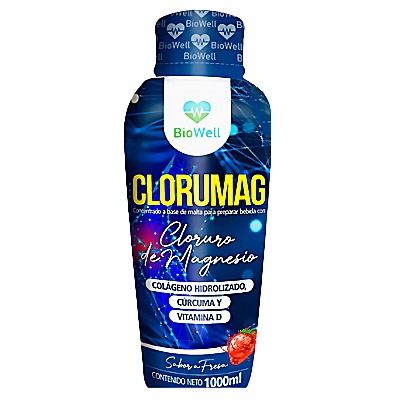 BioWell
BioWell
BioWell
CLORUMAG
Concentrado a base de malta para preparar bebida con
Cloruro
de Magnesio
COLÁGENO HIDROLIZADO,
CÚRCUMA Y
VITAMINA D
Sabor a Fresa
CONTENIDO NETO 1000ml